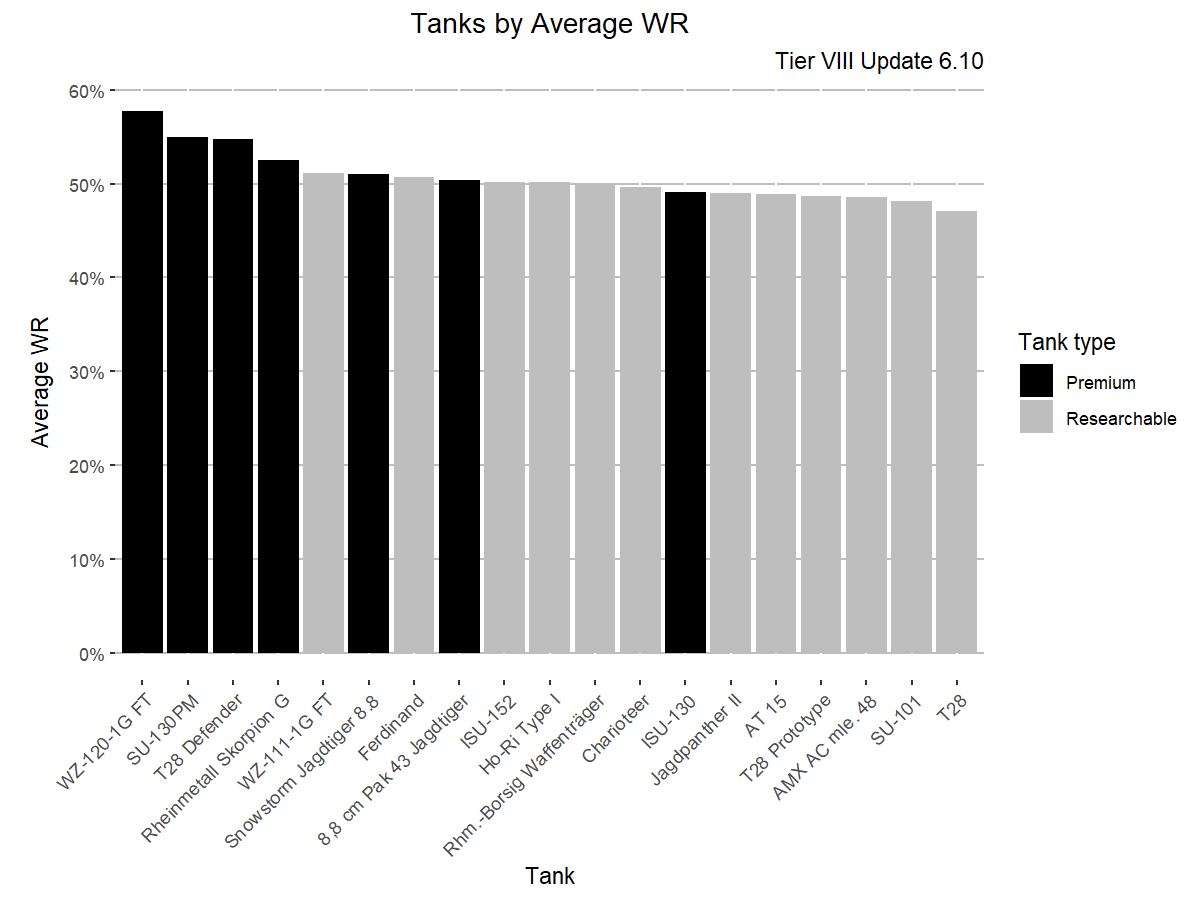 Tanks by Average WR
Tier VIII Update 6.10
60%
50%
40%
30%
20%
10%
0%
Average WR
WZ-120-1G FT
SU-130PM
T28 Defender
Rheinmetall Skorpion G
WZ-111-1G FT
Snowstorm Jagdtiger 8.8
Ferdinand
8,8 cm Pak 43 Jagdtiger
ISU-152
Ho-Ri Type I
Rhm.-Borsig Waffenträger
Charioteer
ISU-130
Jagdpanther II
AT 15
T28 Prototype
AMX AC mle. 48
SU-101
T28
Tank
Tank type
Premium
Researchable